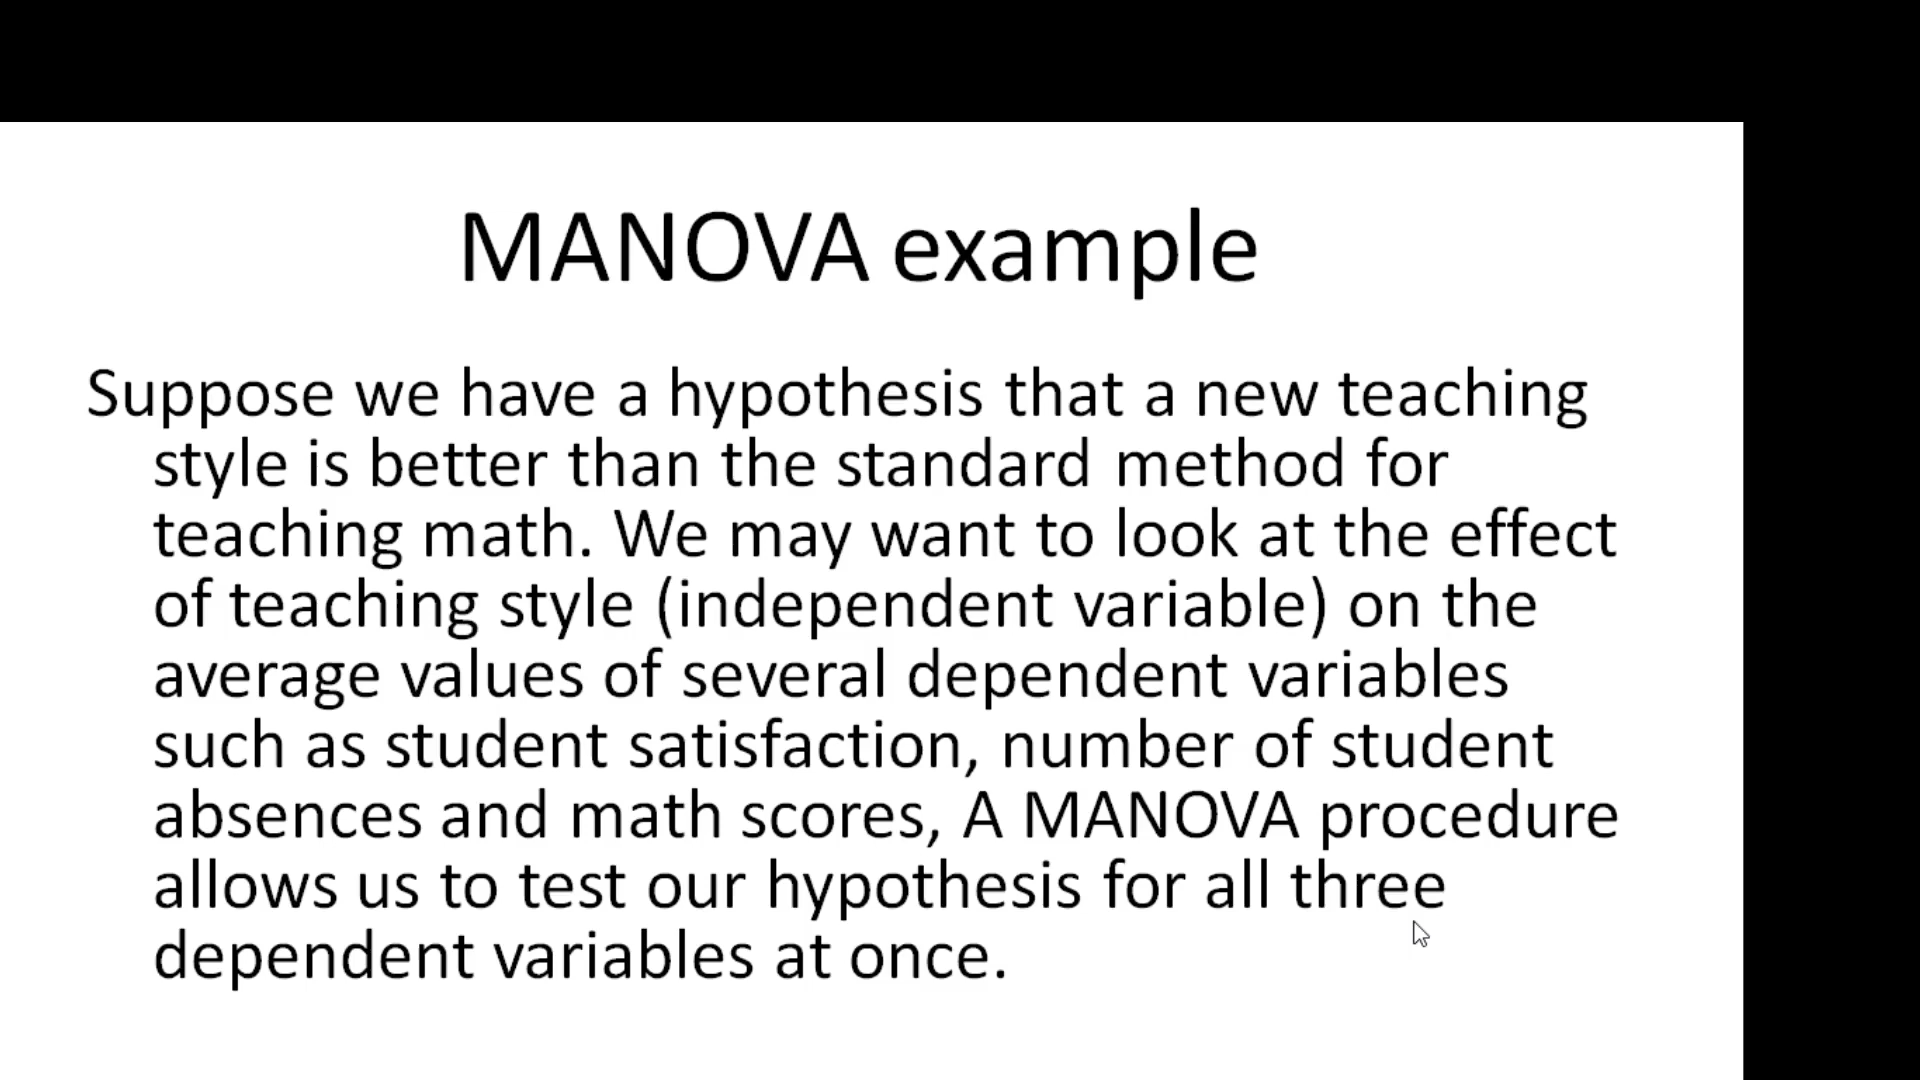 MANOVA example
Suppose we have a hypothesis that a new teaching
style is better than the standard method for
teaching math. We may want to look at the effect
of teaching style (independent variable) on the
average values of several dependent variables
such as student satisfaction, number of student
absences and math scores, A MANOVA procedure
allows us to test our hypothesis for all three
dependent variables at once.